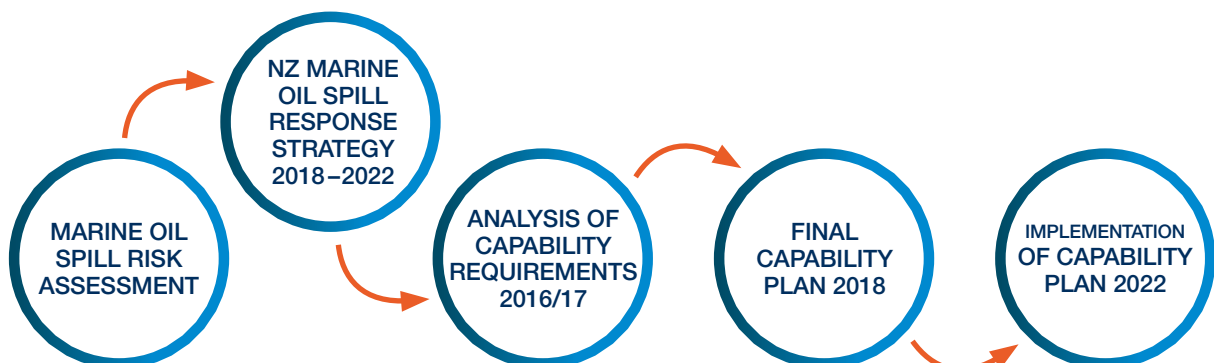 MARINE OIL
SPILL RISK
ASSESSMENT
NZ MARINE
OIL SPILL
RESPONSE
STRATEGY
2018–2022
ANALYSIS OF
CAPABILITY
REQUIREMENTS
2016/17
FINAL
CAPABILITY
PLAN 2018
IMPLEMENTATION
OF CAPABILITY
PLAN 2022